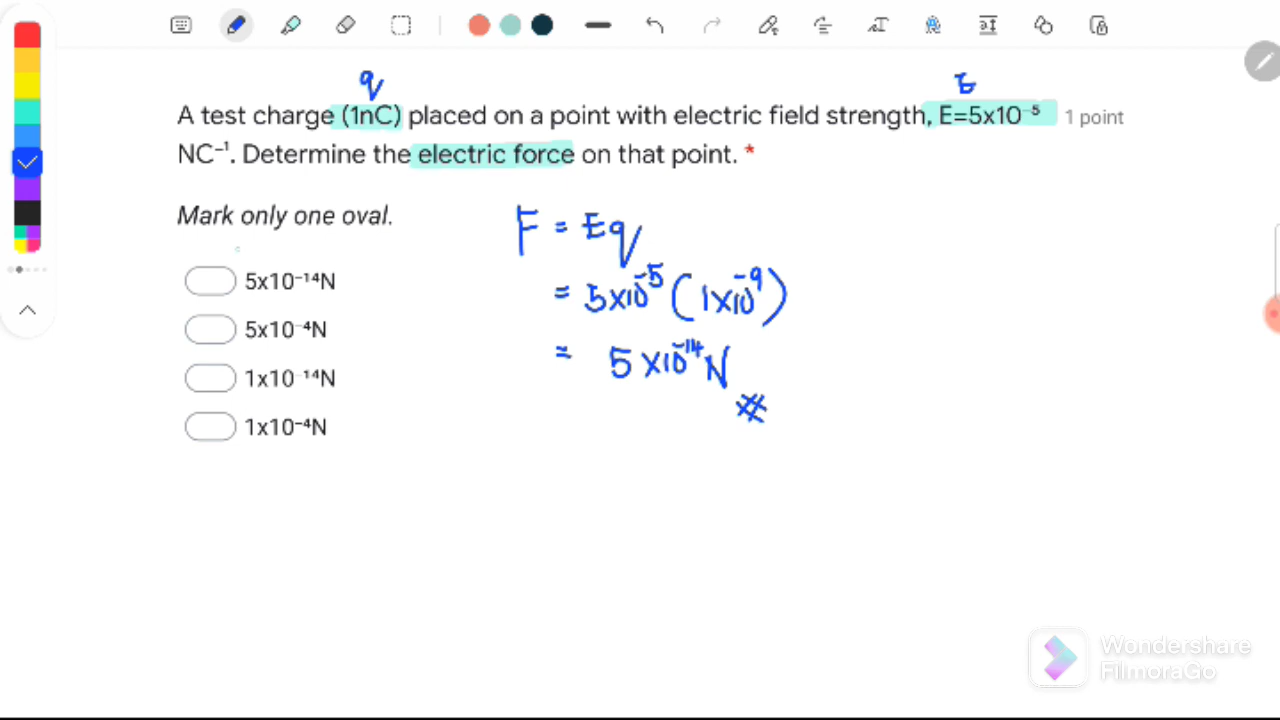 q
E
A test charge (1nC) placed on a point with electric field strength, E=5x10⁻⁵ 1 point
NC⁻¹. Determine the electric force on that point. *
Mark only one oval.
5x10⁻¹⁴N
5x10⁻⁴N
1x10⁻¹⁴N
1x10⁻⁴N
F = Eq
= 5x10⁻⁵ (1x10⁻⁹)
= 5x10⁻¹⁴ N
Wondershare
FilmoraGo